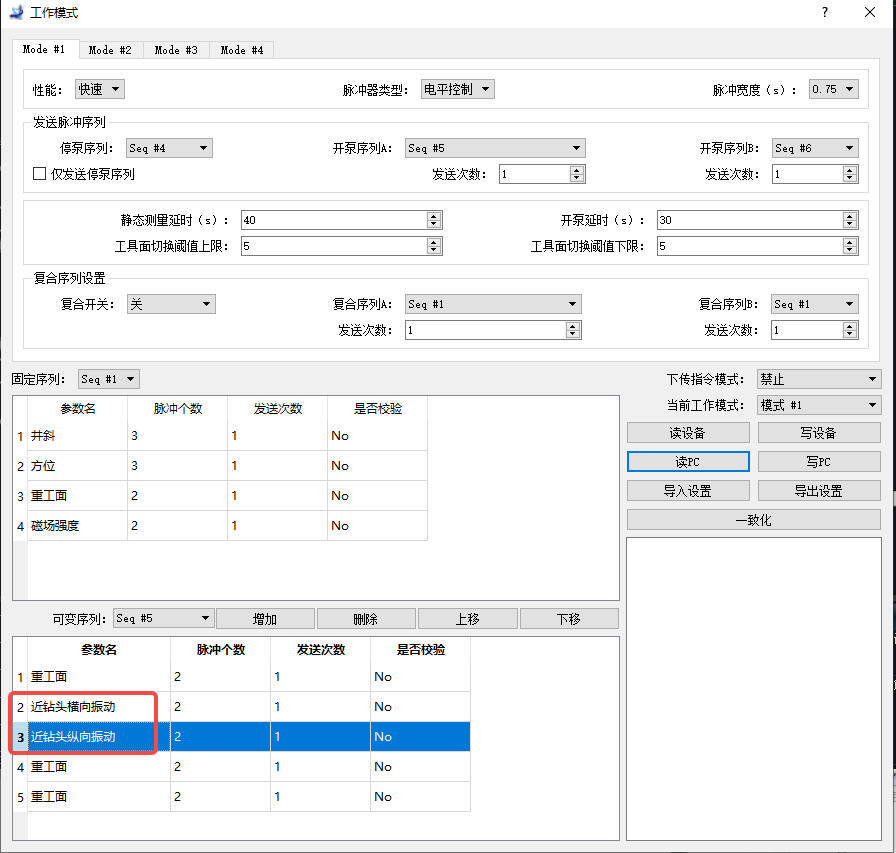 工作模式 ?
Mode #1 Mode #2 Mode #3 Mode #4
性能： 快速 脉冲器类型： 电平控制 脉冲宽度（s）： 0.75
发送脉冲序列
停泵序列： Seq #4 开泵序列A： Seq #5 开泵序列B： Seq #6
仅发送停泵序列 发送次数： 1 发送次数： 1
静态测量延时（s）： 40 开泵延时（s）： 30
工具面切换阈值上限： 5 工具面切换阈值下限： 5
复合序列设置
复合开关： 关 复合序列A： Seq #1 复合序列B： Seq #1
发送次数： 1 发送次数： 1
固定序列： Seq #1
参数名 脉冲个数 发送次数 是否校验
1 井斜 3 1 No
2 方位 3 1 No
3 重工面 2 1 No
4 磁场强度 2 1 No
下传指令模式： 禁止
当前工作模式： 模式 #1
读设备 写设备
读PC 写PC
导入设置 导出设置
一致化
可变序列： Seq #5 增加 删除 上移 下移
参数名 脉冲个数 发送次数 是否校验
1 重工面 2 1 No
2 近钻头横向振动 2 1 No
3 近钻头纵向振动 2 1 No
4 重工面 2 1 No
5 重工面 2 1 No